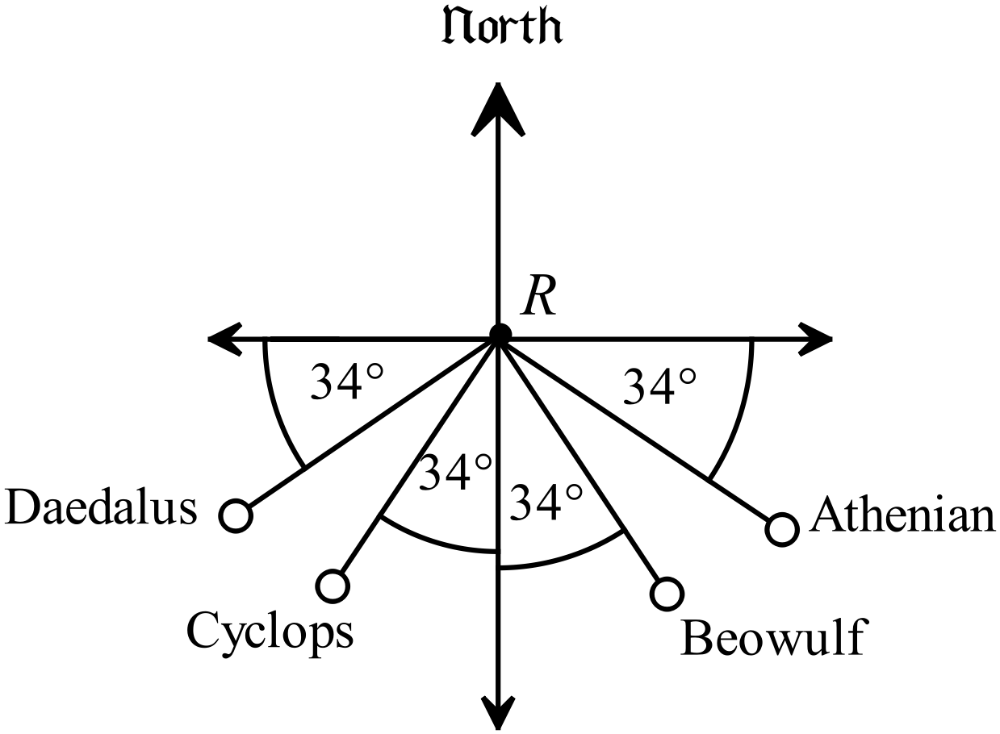 North
R
34°
34°
34°
34°
Daedalus
Athenian
Cyclops
Beowulf